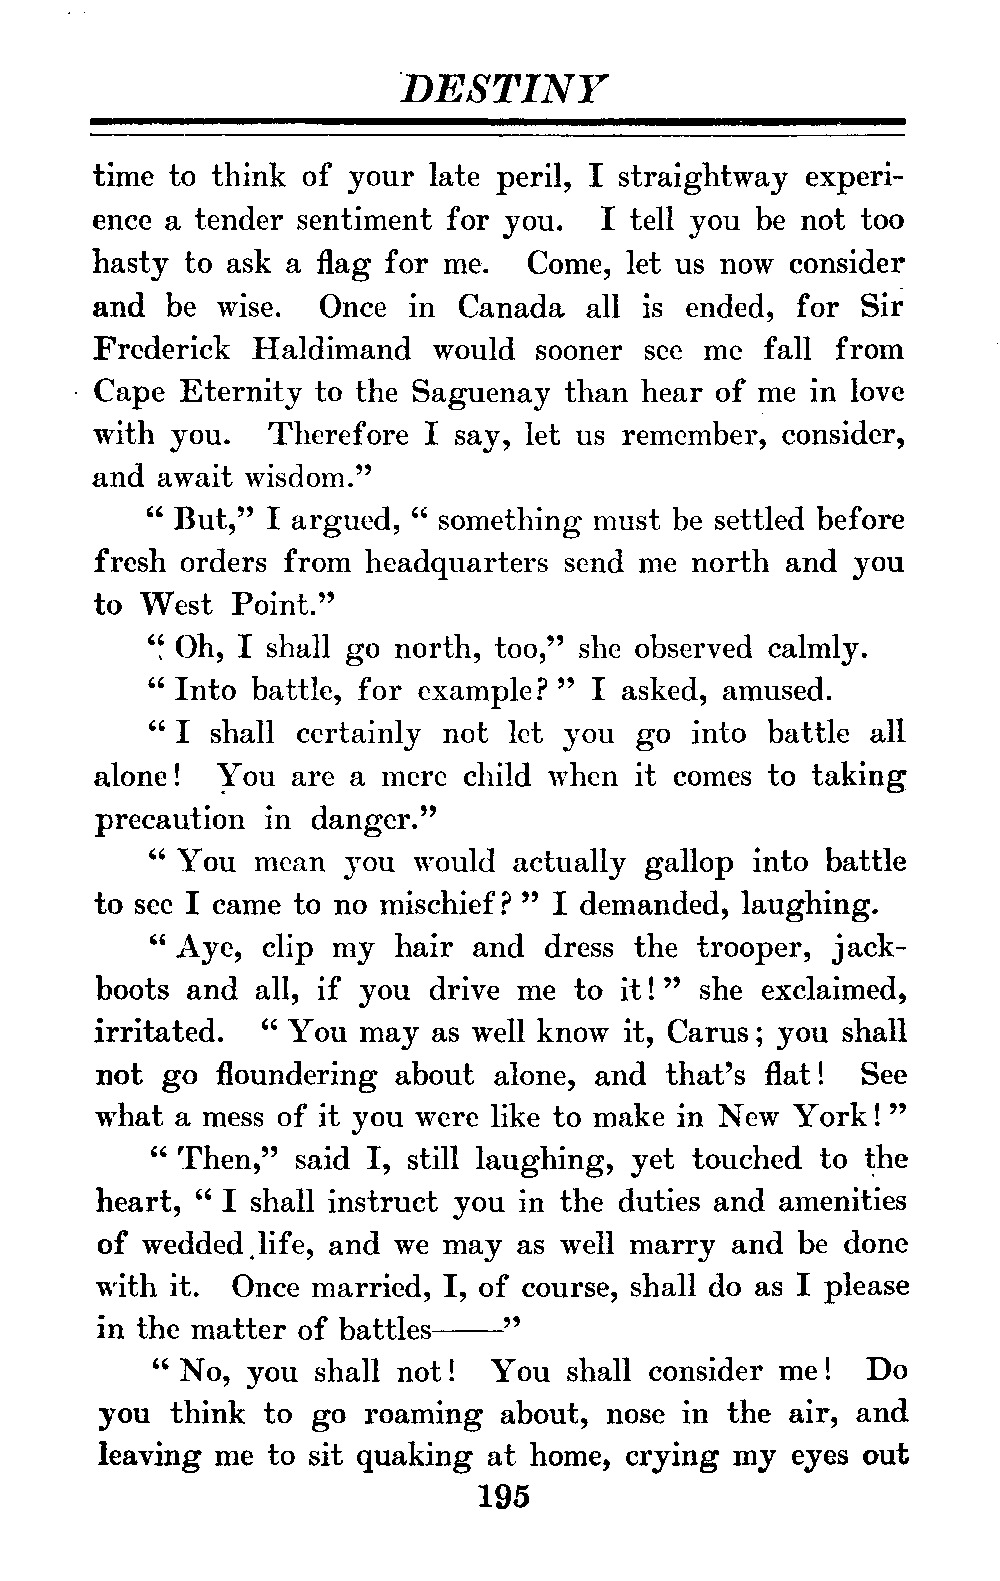 DESTINY
time to think of your late peril, I straightway experi-
ence a tender sentiment for you. I tell you be not too
hasty to ask a flag for me. Come, let us now consider
and be wise. Once in Canada all is ended, for Sir
Frederick Haldimand would sooner see me fall from
Cape Eternity to the Saguenay than hear of me in love
with you. Therefore I say, let us remember, consider,
and await wisdom.”
“ But,” I argued, “ something must be settled before
fresh orders from headquarters send me north and you
to West Point.”
“ Oh, I shall go north, too,” she observed calmly.
“ Into battle, for example? ” I asked, amused.
“ I shall certainly not let you go into battle all
alone! You are a mere child when it comes to taking
precaution in danger.”
“ You mean you would actually gallop into battle
to see I came to no mischief? ” I demanded, laughing.
“ Aye, clip my hair and dress the trooper, jack-
boots and all, if you drive me to it! ” she exclaimed,
irritated. “ You may as well know it, Carus; you shall
not go floundering about alone, and that’s flat! See
what a mess of it you were like to make in New York! ”
“ Then,” said I, still laughing, yet touched to the
heart, “ I shall instruct you in the duties and amenities
of wedded life, and we may as well marry and be done
with it. Once married, I, of course, shall do as I please
in the matter of battles——”
“ No, you shall not! You shall consider me! Do
you think to go roaming about, nose in the air, and
leaving me to sit quaking at home, crying my eyes out
195